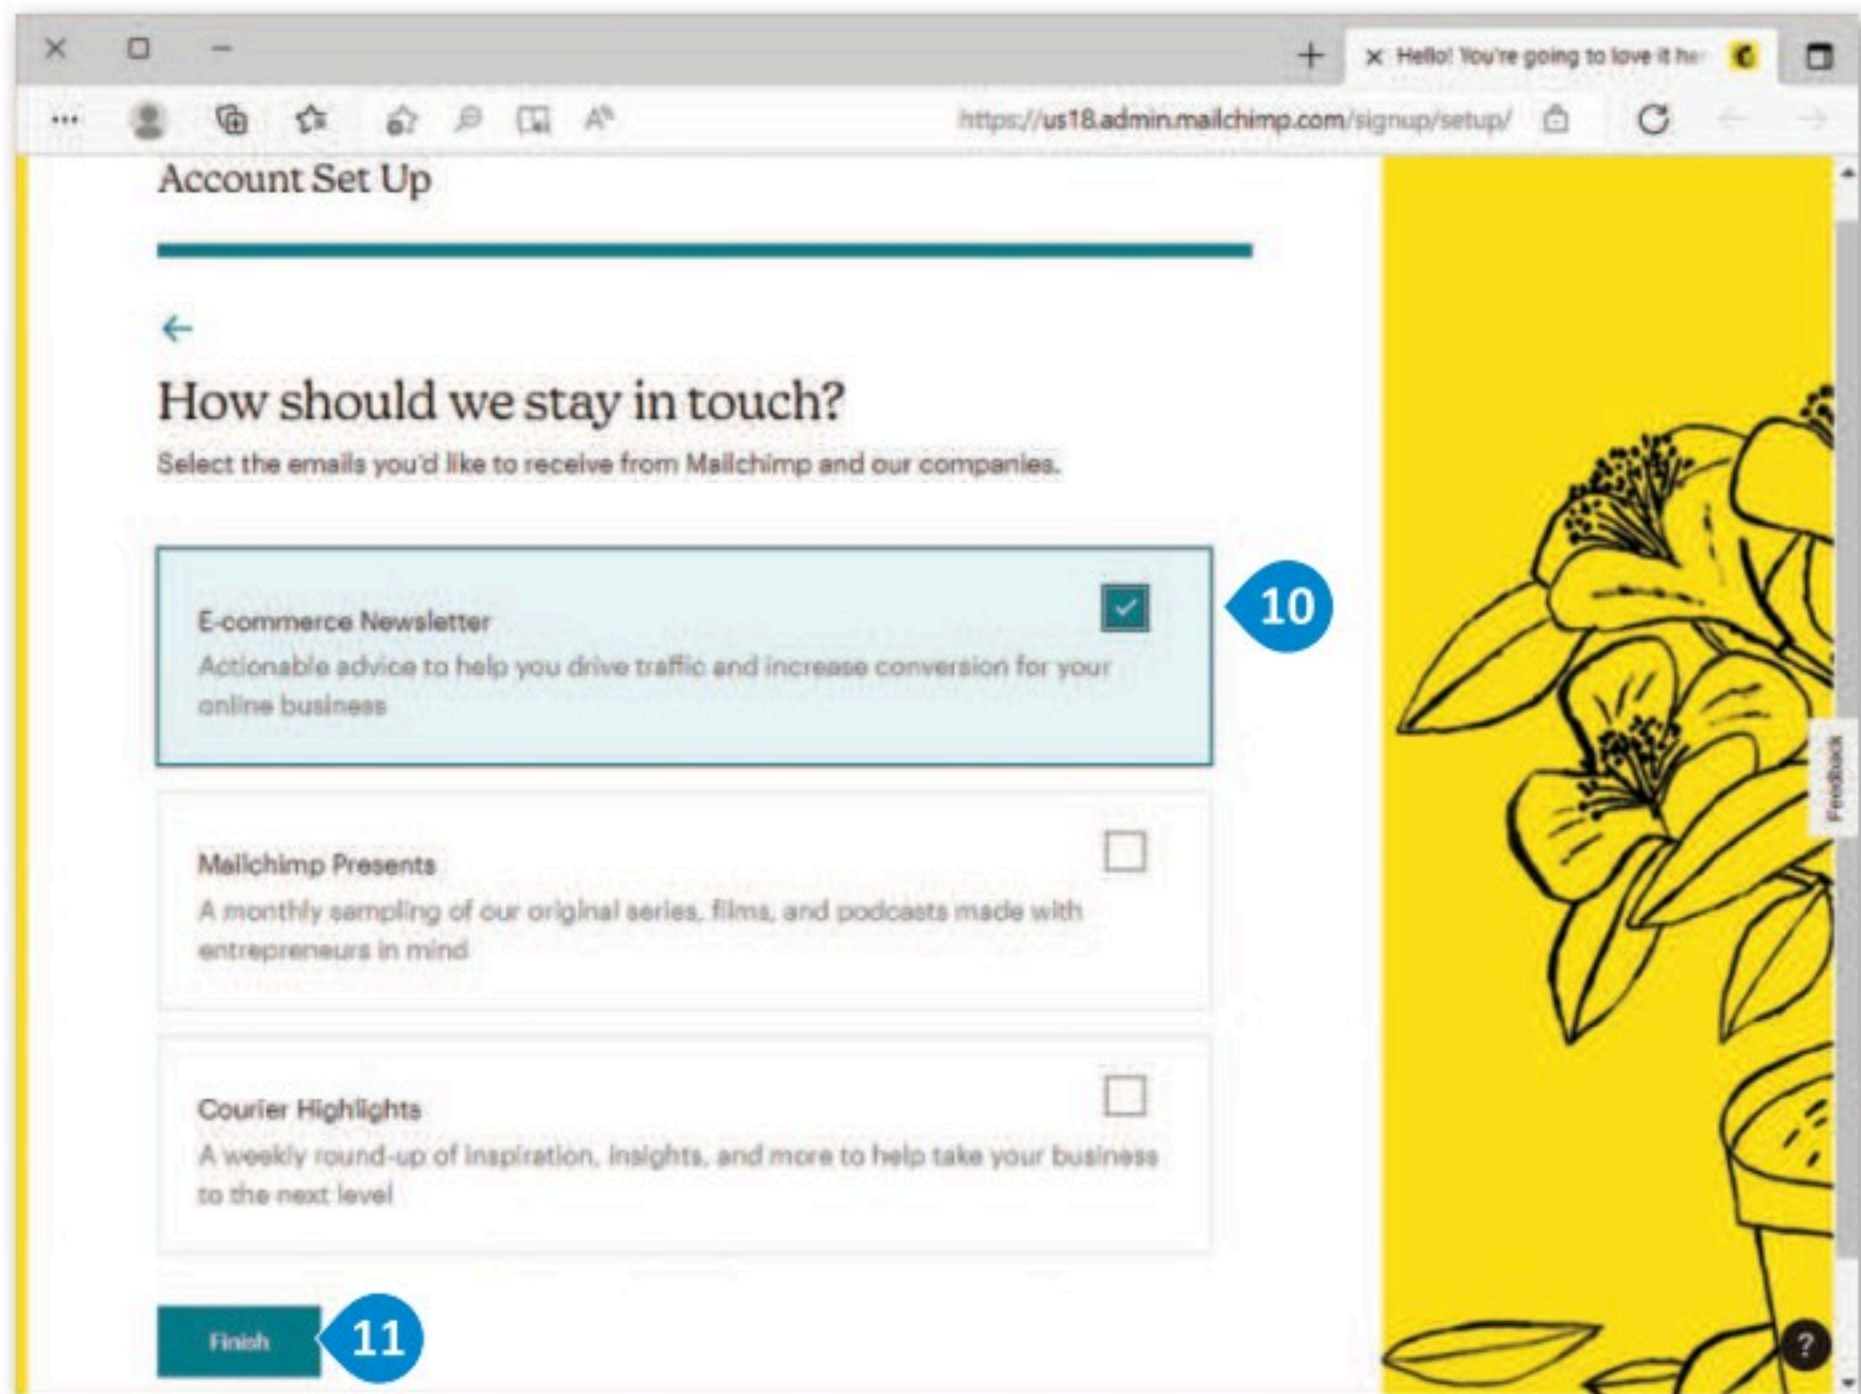 Hello! You're going to love it he
https://us18.admin.mailchimp.com/signup/setup/
Account Set Up
How should we stay in touch?
Select the emails you'd like to receive from Mailchimp and our companies.
E-commerce Newsletter
Actionable advice to help you drive traffic and increase conversion for your
online business
10
Mailchimp Presents
A monthly sampling of our original series, films, and podcasts made with
entrepreneurs in mind
Courier Highlights
A weekly round-up of inspiration, insights, and more to help take your business
to the next level
Finish
11
Feedback
?